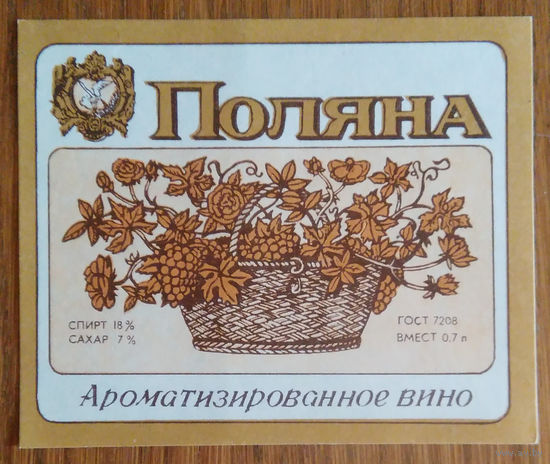 Поляна
СПИРТ 18%
САХАР 7%
ГОСТ 7208
ВМЕСТ 0,7 л
Ароматизированное вино